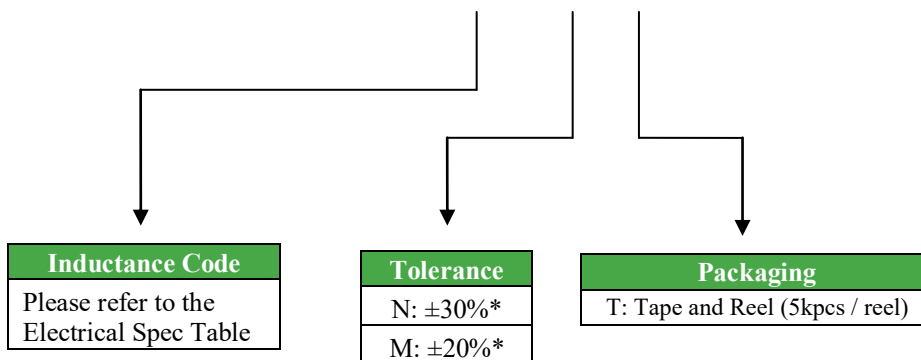 Inductance Code
Please refer to the
Electrical Spec Table
Tolerance
N: ±30%*
M: ±20%*
Packaging
T: Tape and Reel (5kpcs / reel)